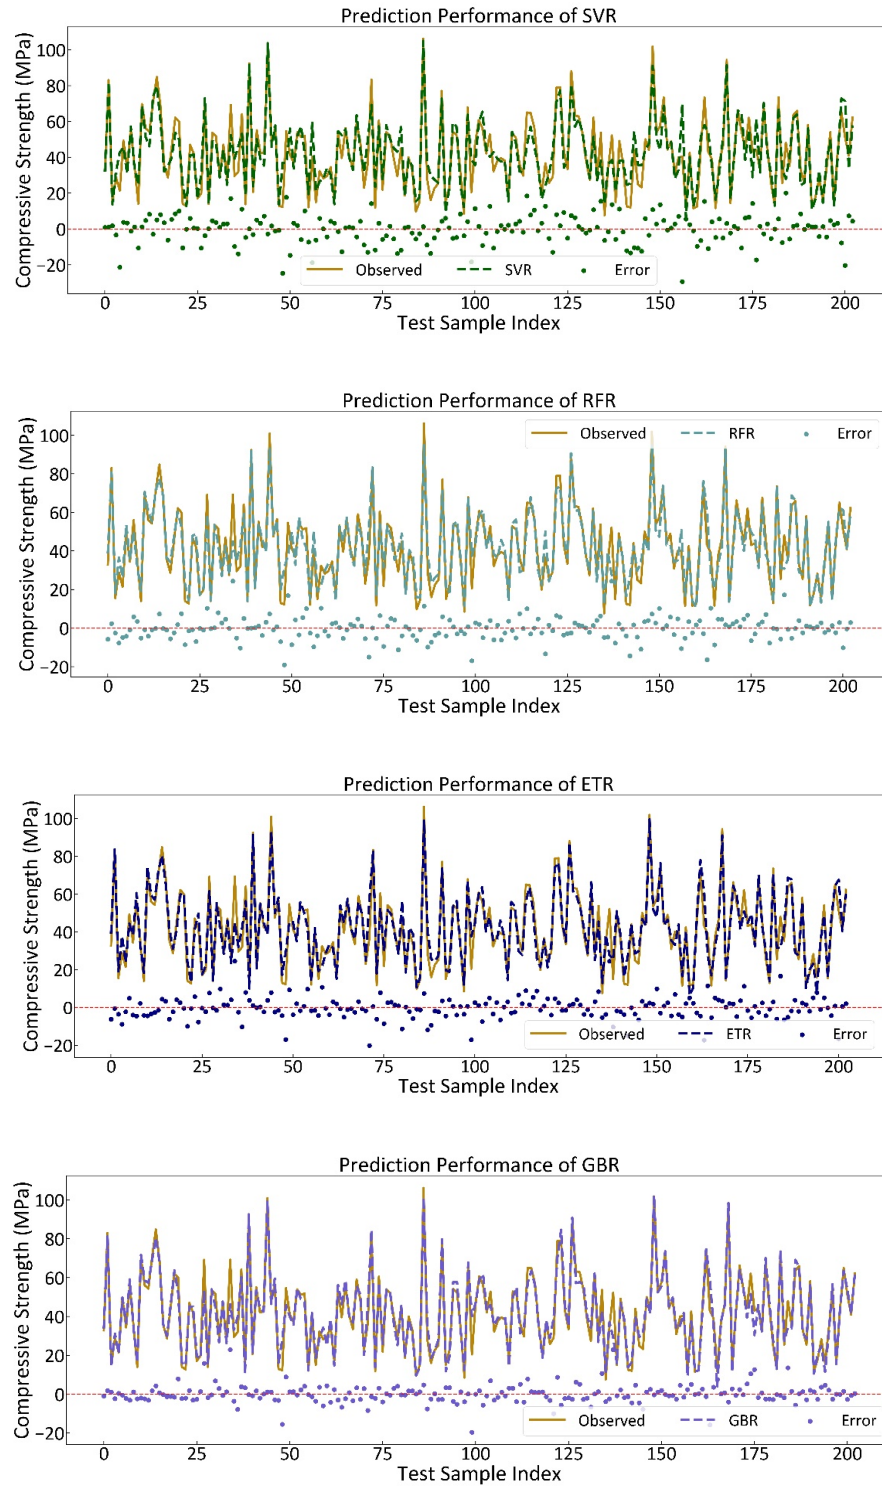 Prediction Performance of SVR
Compressive Strength (MPa)
100
80
60
40
20
0
−20
Observed SVR Error
0 25 50 75 100 125 150 175 200
Test Sample Index
Prediction Performance of RFR
Compressive Strength (MPa)
Observed RFR Error
100
80
60
40
20
0
−20
0 25 50 75 100 125 150 175 200
Test Sample Index
Prediction Performance of ETR
Compressive Strength (MPa)
100
80
60
40
20
0
−20
Observed ETR Error
0 25 50 75 100 125 150 175 200
Test Sample Index
Prediction Performance of GBR
Compressive Strength (MPa)
100
80
60
40
20
0
−20
Observed GBR Error
0 25 50 75 100 125 150 175 200
Test Sample Index